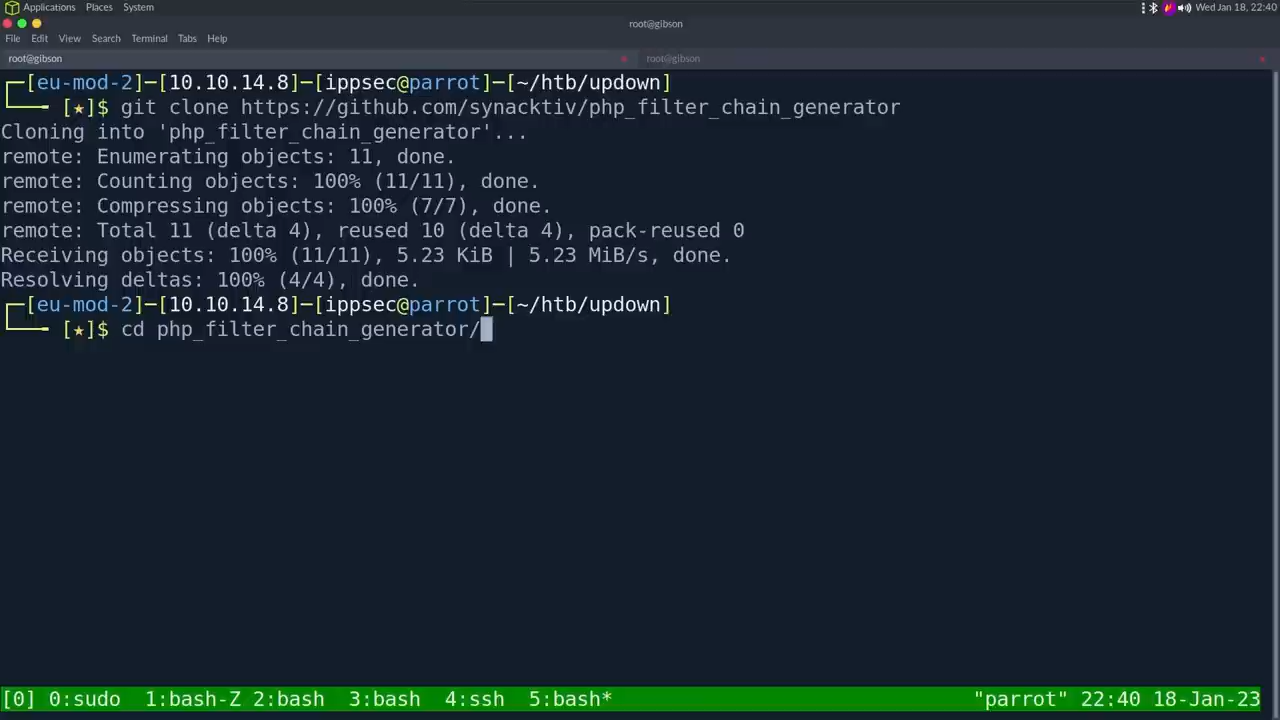 Applications Places System Wed Jan 18, 22:40
root@gibson
File Edit View Search Terminal Tabs Help
root@gibson root@gibson
┌─[eu-mod-2]─[10.10.14.8]─[ippsec@parrot]─[~/htb/updown]
└──╼ [★]$ git clone https://github.com/synacktiv/php_filter_chain_generator
Cloning into 'php_filter_chain_generator'...
remote: Enumerating objects: 11, done.
remote: Counting objects: 100% (11/11), done.
remote: Compressing objects: 100% (7/7), done.
remote: Total 11 (delta 4), reused 10 (delta 4), pack-reused 0
Receiving objects: 100% (11/11), 5.23 KiB | 5.23 MiB/s, done.
Resolving deltas: 100% (4/4), done.
┌─[eu-mod-2]─[10.10.14.8]─[ippsec@parrot]─[~/htb/updown]
└──╼ [★]$ cd php_filter_chain_generator/
[0] 0:sudo 1:bash-Z 2:bash 3:bash 4:ssh 5:bash* "parrot" 22:40 18-Jan-23